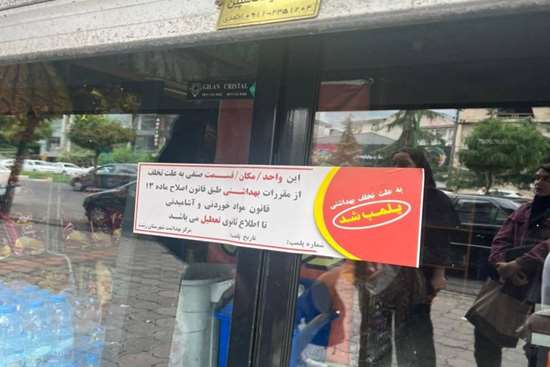 GILAN CRISTAL
این واحد/مکان/قسمت صنفی به علت تخلف
از مقررات بهداشتی طبق قانون اصلاح ماده ۱۳
قانون مواد خوردنی و آشامیدنی
تا اطلاع ثانوی تعطیل می باشد
شماره پلمپ: تاریخ پلمپ: مرکز بهداشت شهرستان رشت
به علت تخلف بهداشتی
پلمب شد